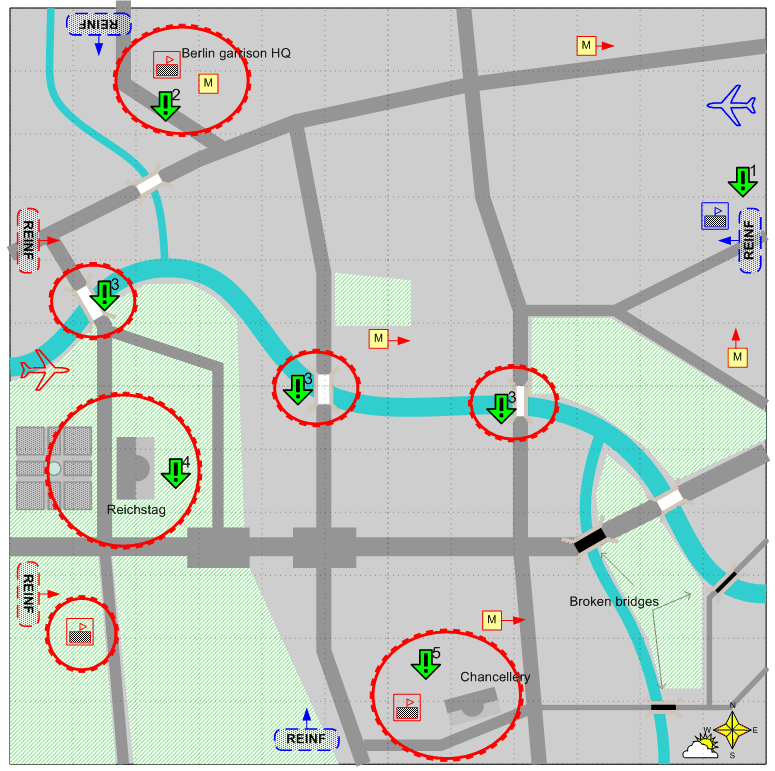 REINF
Berlin garrison HQ
M
M
2
1
REINF
REINF
3
M
M
3
3
4
Reichstag
REINF
Broken bridges
M
5
Chancellery
REINF
N
W
E
S